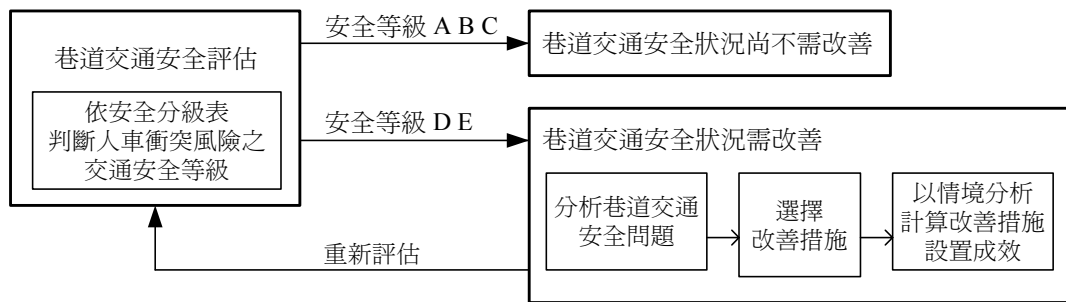 巷道交通安全評估
依安全分級表
判斷人車衝突風險之
交通安全等級
安全等級 A B C
巷道交通安全狀況尚不需改善
安全等級 D E
巷道交通安全狀況需改善
分析巷道交通
安全問題
選擇
改善措施
以情境分析
計算改善措施
設置成效
重新評估